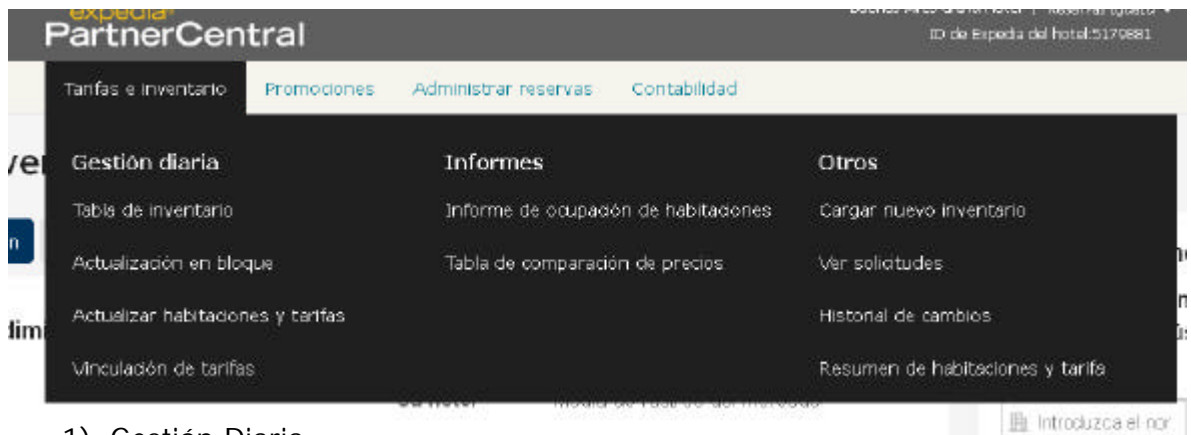 expedia
PartnerCentral
ID de Expedia del hotel:5179881
Tarifas e inventario Promociones Administrar reservas Contabilidad
Gestión diaria Informes Otros
Tabla de inventario Informe de ocupación de habitaciones Cargar nuevo inventario
Actualización en bloque Tabla de comparación de precios Ver solicitudes
Actualizar habitaciones y tarifas Historial de cambios
Vinculación de tarifas Resumen de habitaciones y tarifa
Introduzca el nor
1) Gestión Diaria